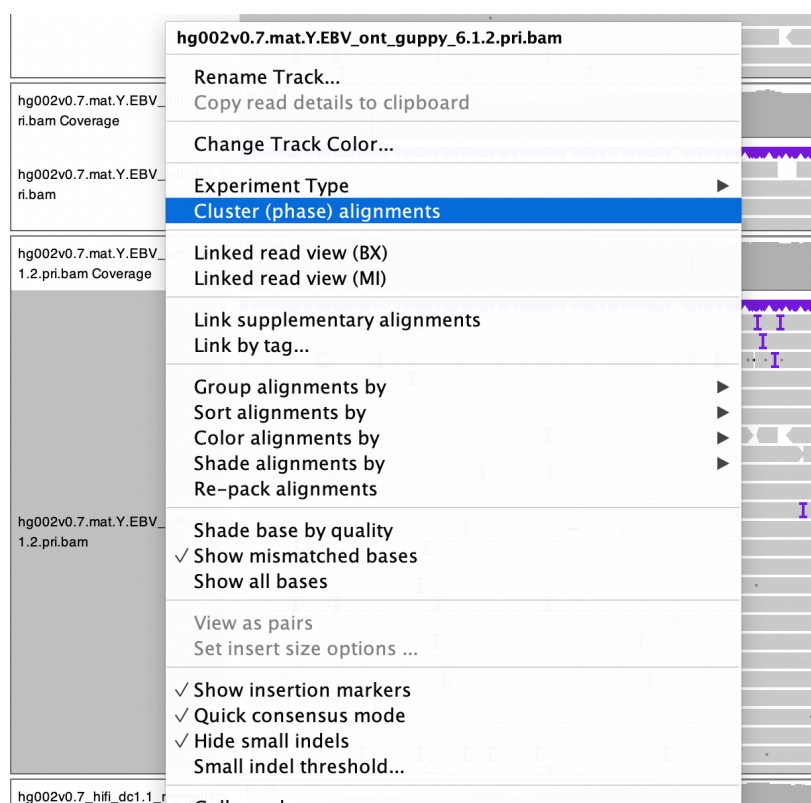 hg002v0.7.mat.Y.EBV_ont_guppy_6.1.2.pri.bam
Rename Track...
Copy read details to clipboard
Change Track Color...
Experiment Type
Cluster (phase) alignments
Linked read view (BX)
Linked read view (MI)
Link supplementary alignments
Link by tag...
Group alignments by
Sort alignments by
Color alignments by
Shade alignments by
Re-pack alignments
Shade base by quality
Show mismatched bases
Show all bases
View as pairs
Set insert size options ...
Show insertion markers
Quick consensus mode
Hide small indels
Small indel threshold...
hg002v0.7.mat.Y.EBV_
ri.bam Coverage
hg002v0.7.mat.Y.EBV_
ri.bam
hg002v0.7.mat.Y.EBV_
1.2.pri.bam Coverage
hg002v0.7.mat.Y.EBV_
1.2.pri.bam
hg002v0.7_hifi_dc1.1_